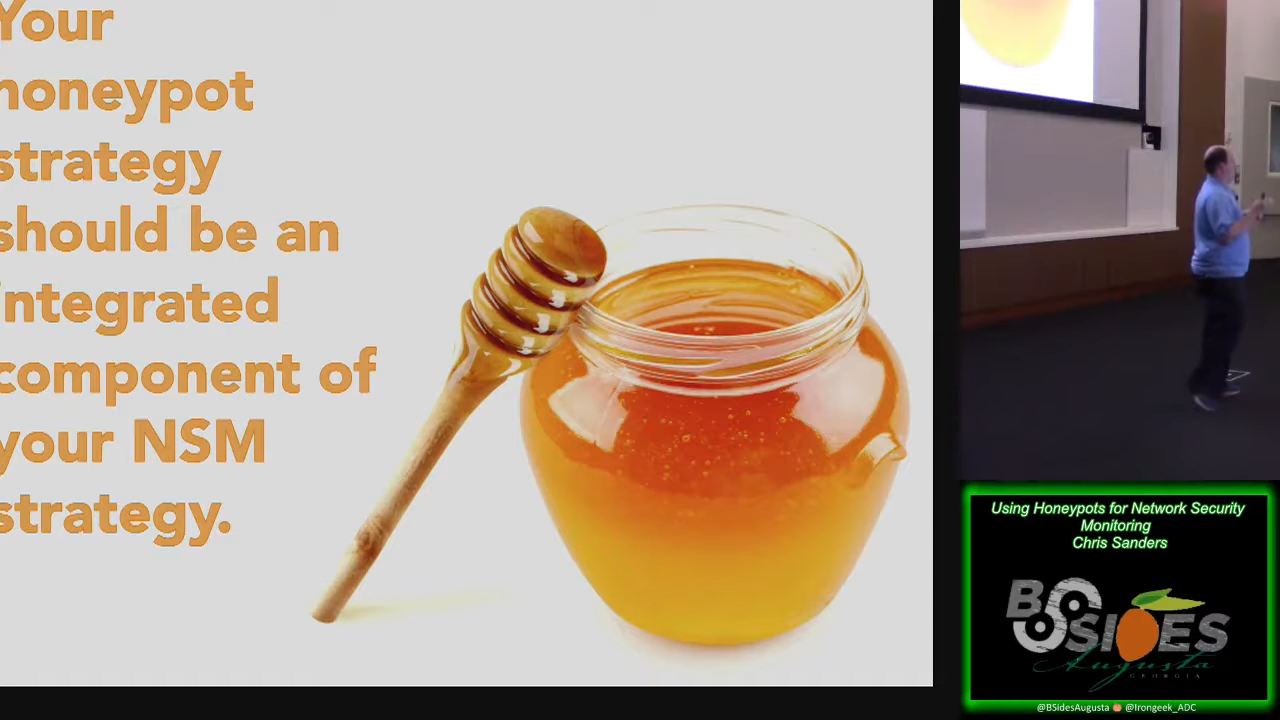 Your
honeypot
strategy
should be an
integrated
component of
your NSM
strategy.
Using Honeypots for Network Security
Monitoring
Chris Sanders
BSIDES
Augusta
GEORGIA
@BSidesAugusta @Irongeek_ADC